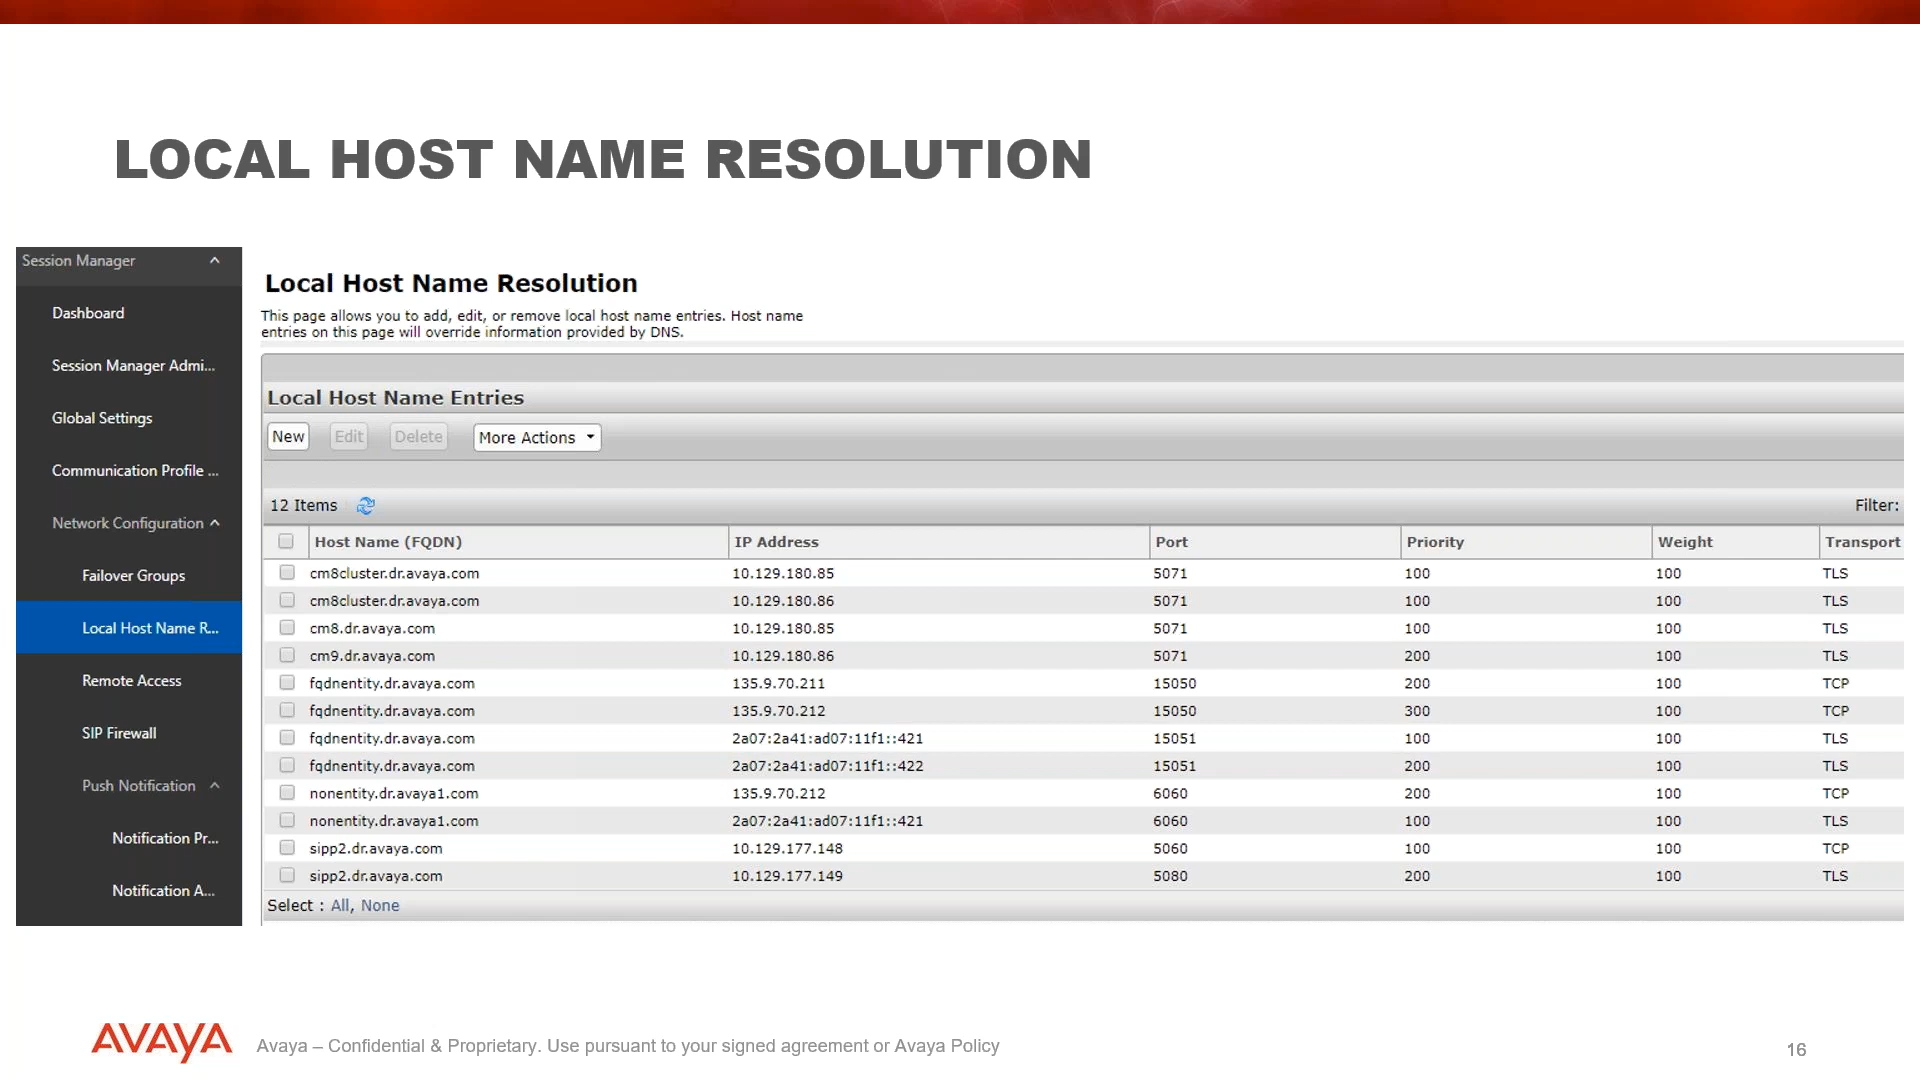 LOCAL HOST NAME RESOLUTION
Session Manager
Dashboard
Session Manager Admi...
Global Settings
Communication Profile ...
Network Configuration
Failover Groups
Local Host Name R...
Remote Access
SIP Firewall
Push Notification
Notification Pr...
Notification A...
Local Host Name Resolution
This page allows you to add, edit, or remove local host name entries. Host name
entries on this page will override information provided by DNS.
Local Host Name Entries
New Edit Delete More Actions
12 Items Filter:
Host Name (FQDN) IP Address Port Priority Weight Transport
cm8cluster.dr.avaya.com 10.129.180.85 5071 100 100 TLS
cm8cluster.dr.avaya.com 10.129.180.86 5071 100 100 TLS
cm8.dr.avaya.com 10.129.180.85 5071 100 100 TLS
cm9.dr.avaya.com 10.129.180.86 5071 200 100 TLS
fqdnentity.dr.avaya.com 135.9.70.211 15050 200 100 TCP
fqdnentity.dr.avaya.com 135.9.70.212 15050 300 100 TCP
fqdnentity.dr.avaya.com 2a07:2a41:ad07:11f1::421 15051 100 100 TLS
fqdnentity.dr.avaya.com 2a07:2a41:ad07:11f1::422 15051 200 100 TLS
nonentity.dr.avaya1.com 135.9.70.212 6060 200 100 TCP
nonentity.dr.avaya1.com 2a07:2a41:ad07:11f1::421 6060 100 100 TLS
sipp2.dr.avaya.com 10.129.177.148 5060 100 100 TCP
sipp2.dr.avaya.com 10.129.177.149 5080 200 100 TLS
Select : All, None
AVAYA Avaya – Confidential & Proprietary. Use pursuant to your signed agreement or Avaya Policy 16